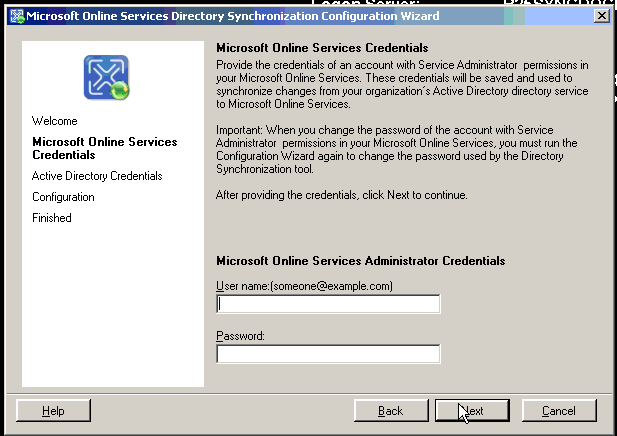 Microsoft Online Services Directory Synchronization Configuration Wizard
Microsoft Online Services Credentials
Provide the credentials of an account with Service Administrator permissions in
your Microsoft Online Services. These credentials will be saved and used to
synchronize changes from your organization's Active Directory directory service
to Microsoft Online Services.
Important: When you change the password of the account with Service
Administrator permissions in your Microsoft Online Services, you must run the
Configuration Wizard again to change the password used by the Directory
Synchronization tool.
After providing the credentials, click Next to continue.
Welcome
Microsoft Online Services
Credentials
Active Directory Credentials
Configuration
Finished
Microsoft Online Services Administrator Credentials
User name:(someone@example.com)
Password:
Help
Back
Next
Cancel